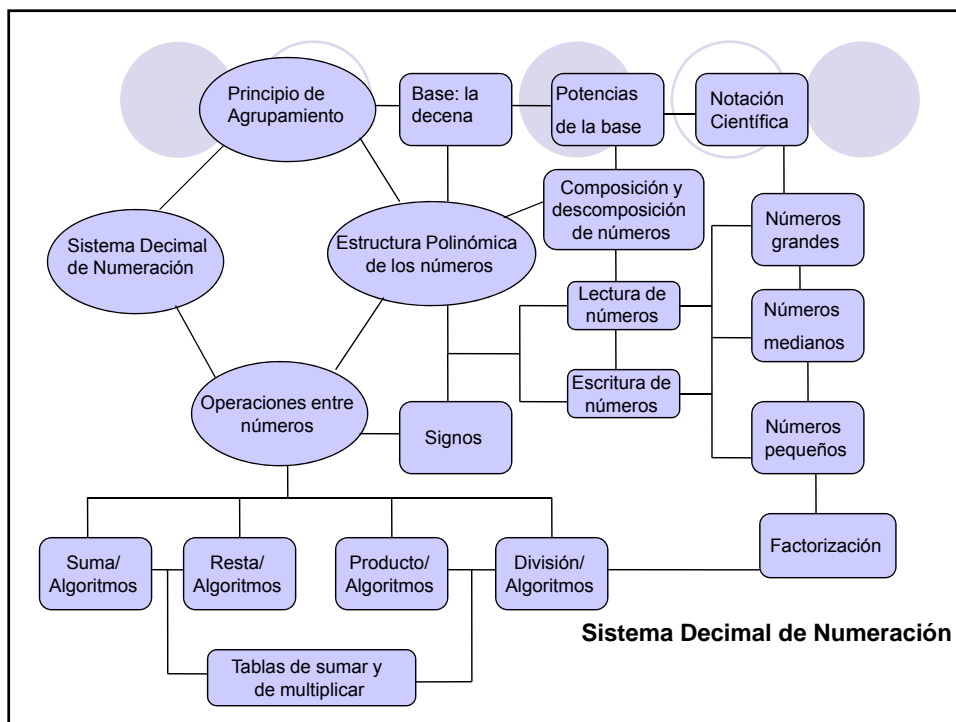 Principio de
Agrupamiento
Base: la
decena
Potencias
de la base
Notación
Científica
Sistema Decimal
de Numeración
Estructura Polinómica
de los números
Composición y
descomposición
de números
Números
grandes
Lectura de
números
Números
medianos
Escritura de
números
Operaciones entre
números
Signos
Números
pequeños
Suma/
Algoritmos
Resta/
Algoritmos
Producto/
Algoritmos
División/
Algoritmos
Factorización
Sistema Decimal de Numeración
Tablas de sumar y
de multiplicar